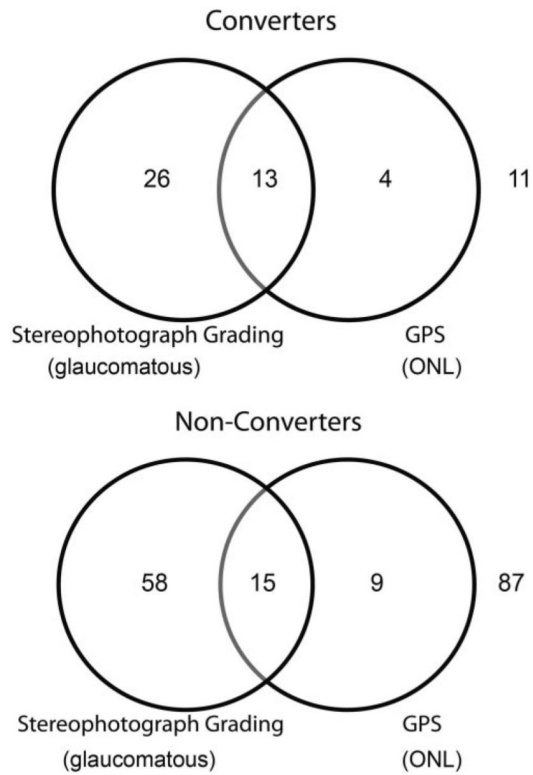 Converters
26 13 4 11
Stereophotograph Grading GPS
(glaucomatous) (ONL)
Non-Converters
58 15 9 87
Stereophotograph Grading GPS
(glaucomatous) (ONL)